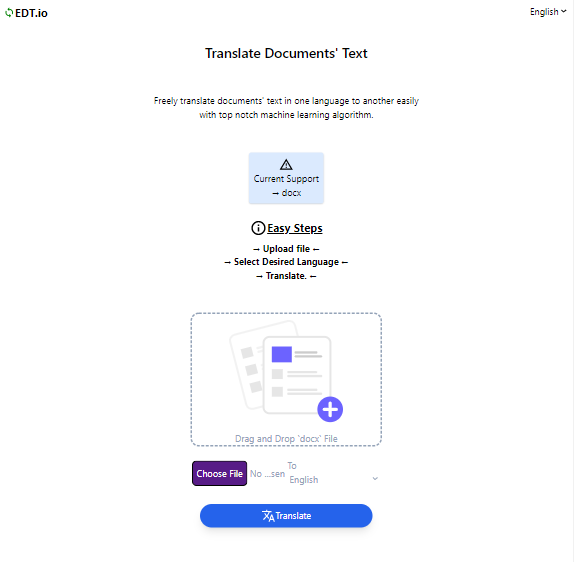 EDT.io
English
Translate Documents' Text
Freely translate documents' text in one language to another easily
with top notch machine learning algorithm.
Current Support
→ docx
Easy Steps
→ Upload file ←
→ Select Desired Language ←
→ Translate. ←
Drag and Drop `docx` File
Choose File No ...sen
To
English
Translate